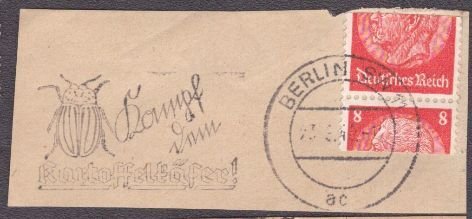 Kampf
dem
Kartoffelkäfer!
BERLIN
ac
Deutsches Reich
8 8